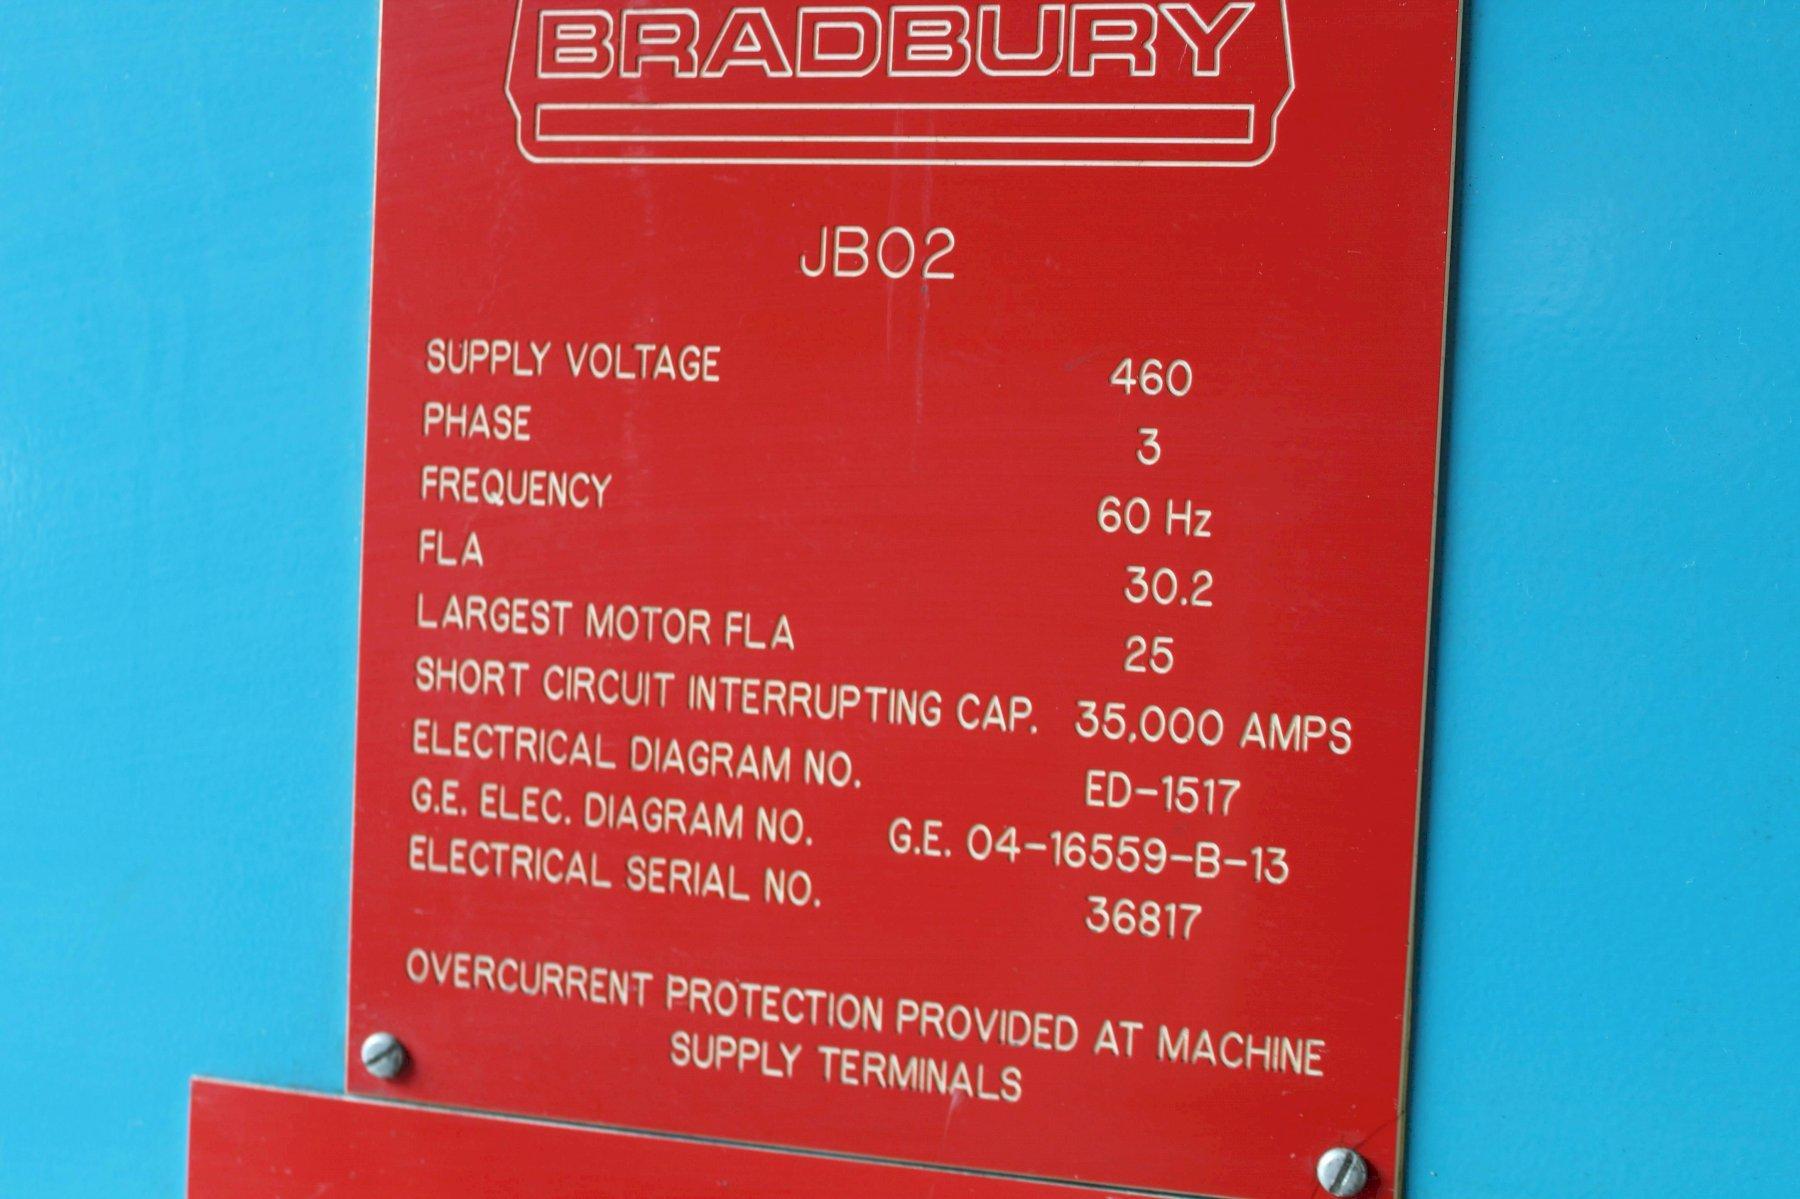 BRADBURY
JB02
SUPPLY VOLTAGE 460
PHASE 3
FREQUENCY 60 Hz
FLA 30.2
LARGEST MOTOR FLA 25
SHORT CIRCUIT INTERRUPTING CAP. 35,000 AMPS
ELECTRICAL DIAGRAM NO. ED-1517
G.E. ELEC. DIAGRAM NO. G.E. 04-16559-B-13
ELECTRICAL SERIAL NO. 36817
OVERCURRENT PROTECTION PROVIDED AT MACHINE
SUPPLY TERMINALS